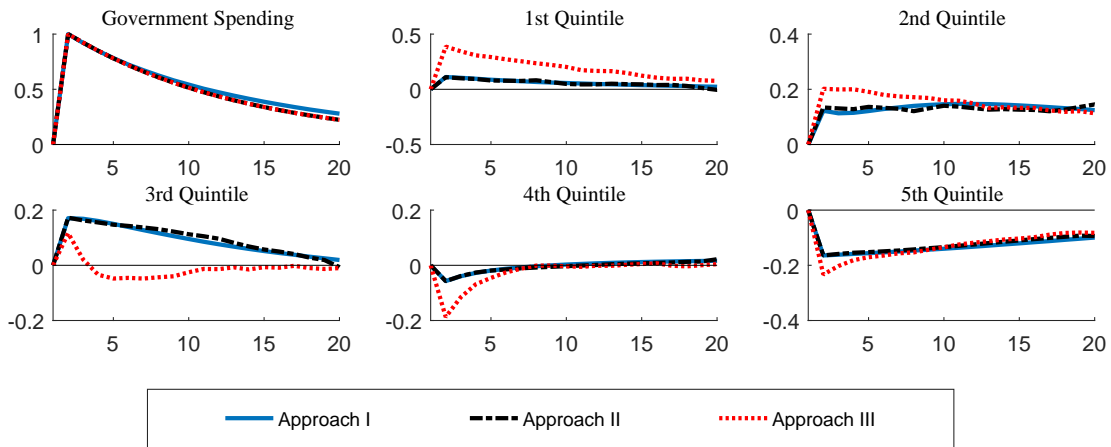 Government Spending
1st Quintile
2nd Quintile
1
0.5
0
5 10 15 20
0.5
0
-0.5
5 10 15 20
0.4
0.2
0
5 10 15 20
3rd Quintile
4th Quintile
5th Quintile
0.2
0
-0.2
5 10 15 20
0.2
0
-0.2
5 10 15 20
0
-0.2
-0.4
5 10 15 20
Approach I
Approach II
Approach III